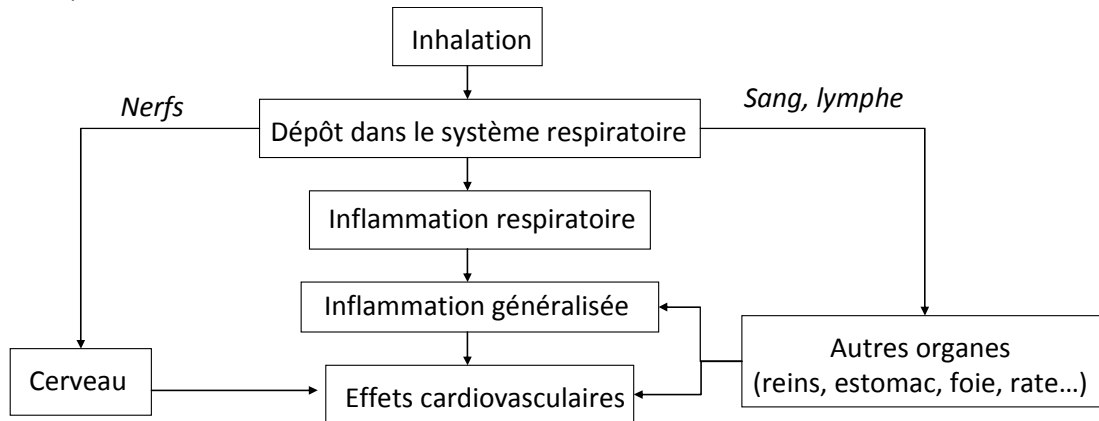 Inhalation
Nerfs
Sang, lymphe
Dépôt dans le système respiratoire
Inflammation respiratoire
Inflammation généralisée
Autres organes
(reins, estomac, foie, rate...)
Cerveau
Effets cardiovasculaires